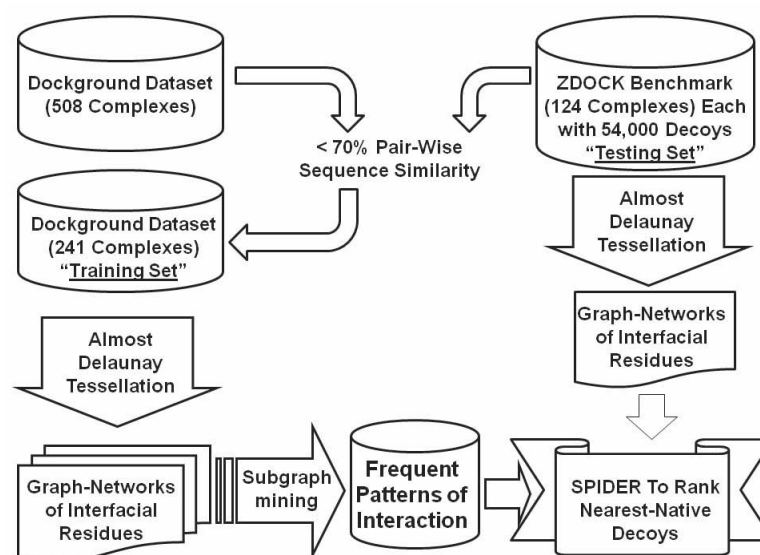 Dockground Dataset
(508 Complexes)
ZDOCK Benchmark
(124 Complexes) Each
with 54,000 Decoys
“Testing Set”
< 70% Pair-Wise
Sequence Similarity
Dockground Dataset
(241 Complexes)
“Training Set”
Almost
Delaunay
Tessellation
Graph-Networks
of Interfacial
Residues
Almost
Delaunay
Tessellation
Graph-Networks
of Interfacial
Residues
Subgraph
mining
Frequent
Patterns of
Interaction
SPIDER To Rank
Nearest-Native
Decoys